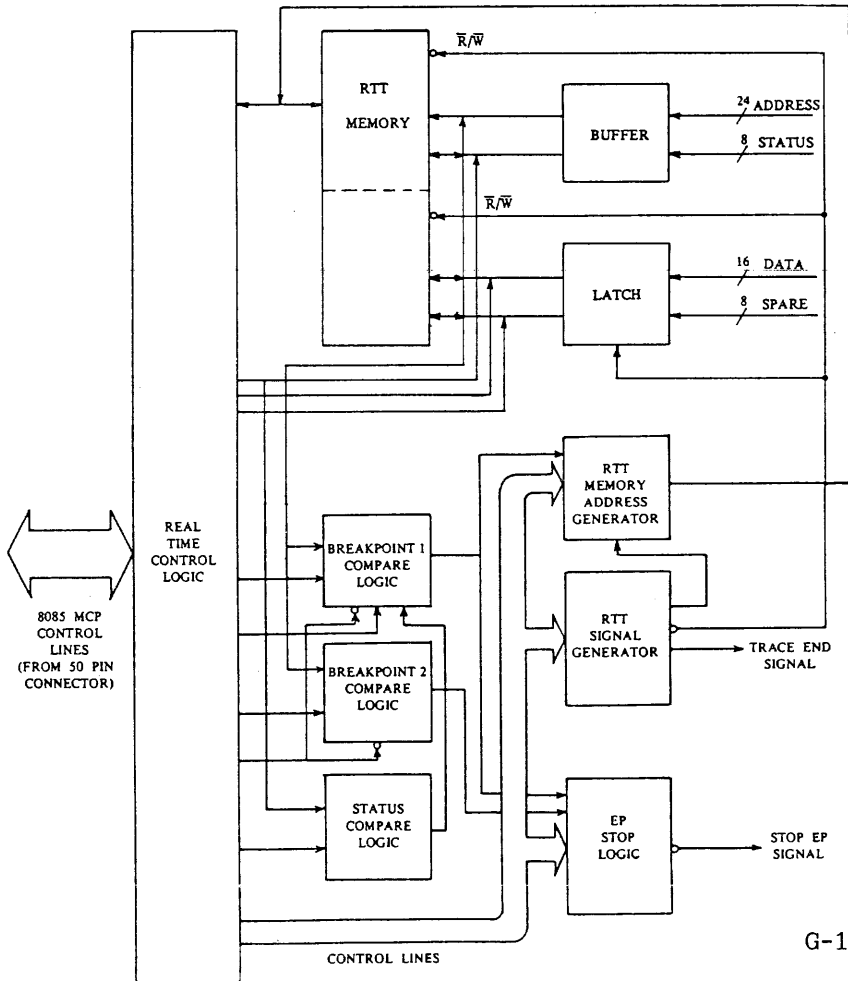 R/W
RTT
MEMORY
24 ADDRESS
BUFFER
8 STATUS
R/W
16 DATA
LATCH
8 SPARE
RTT
MEMORY
ADDRESS
GENERATOR
REAL
TIME
CONTROL
LOGIC
BREAKPOINT 1
COMPARE
LOGIC
8085 MCP
CONTROL
LINES
(FROM 50 PIN
CONNECTOR)
RTT
SIGNAL
GENERATOR
TRACE END
SIGNAL
BREAKPOINT 2
COMPARE
LOGIC
STATUS
COMPARE
LOGIC
EP
STOP
LOGIC
STOP EP
SIGNAL
CONTROL LINES
G-1